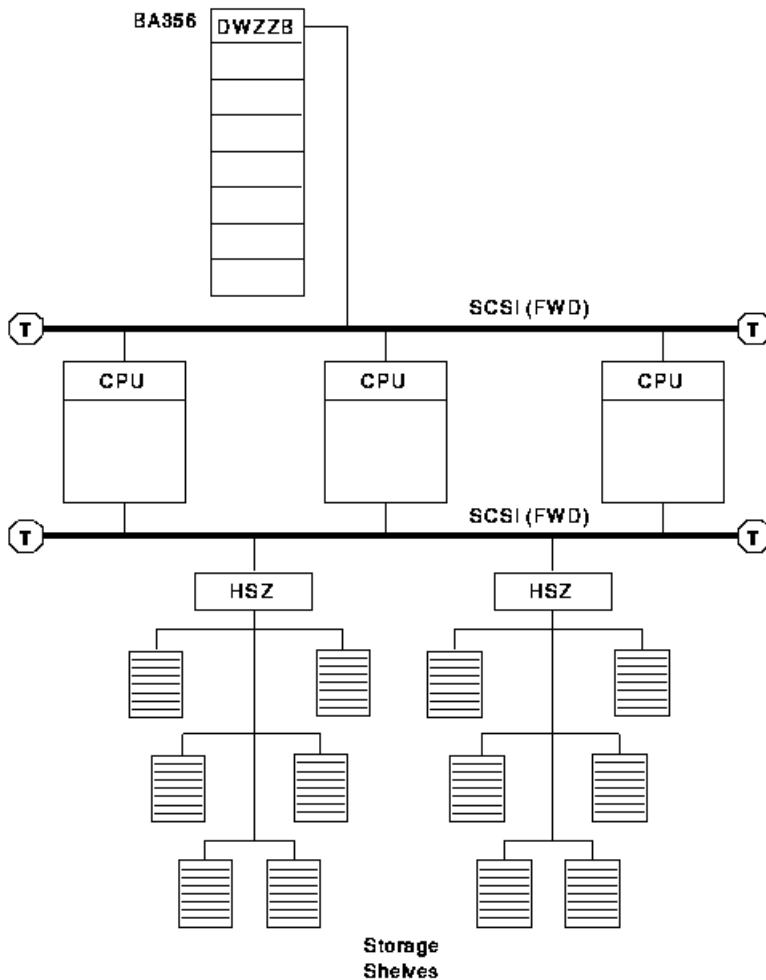 BA356 DWZZB
SCSI (FWD)
T T
CPU CPU CPU
SCSI (FWD)
T T
HSZ HSZ
Storage
Shelves